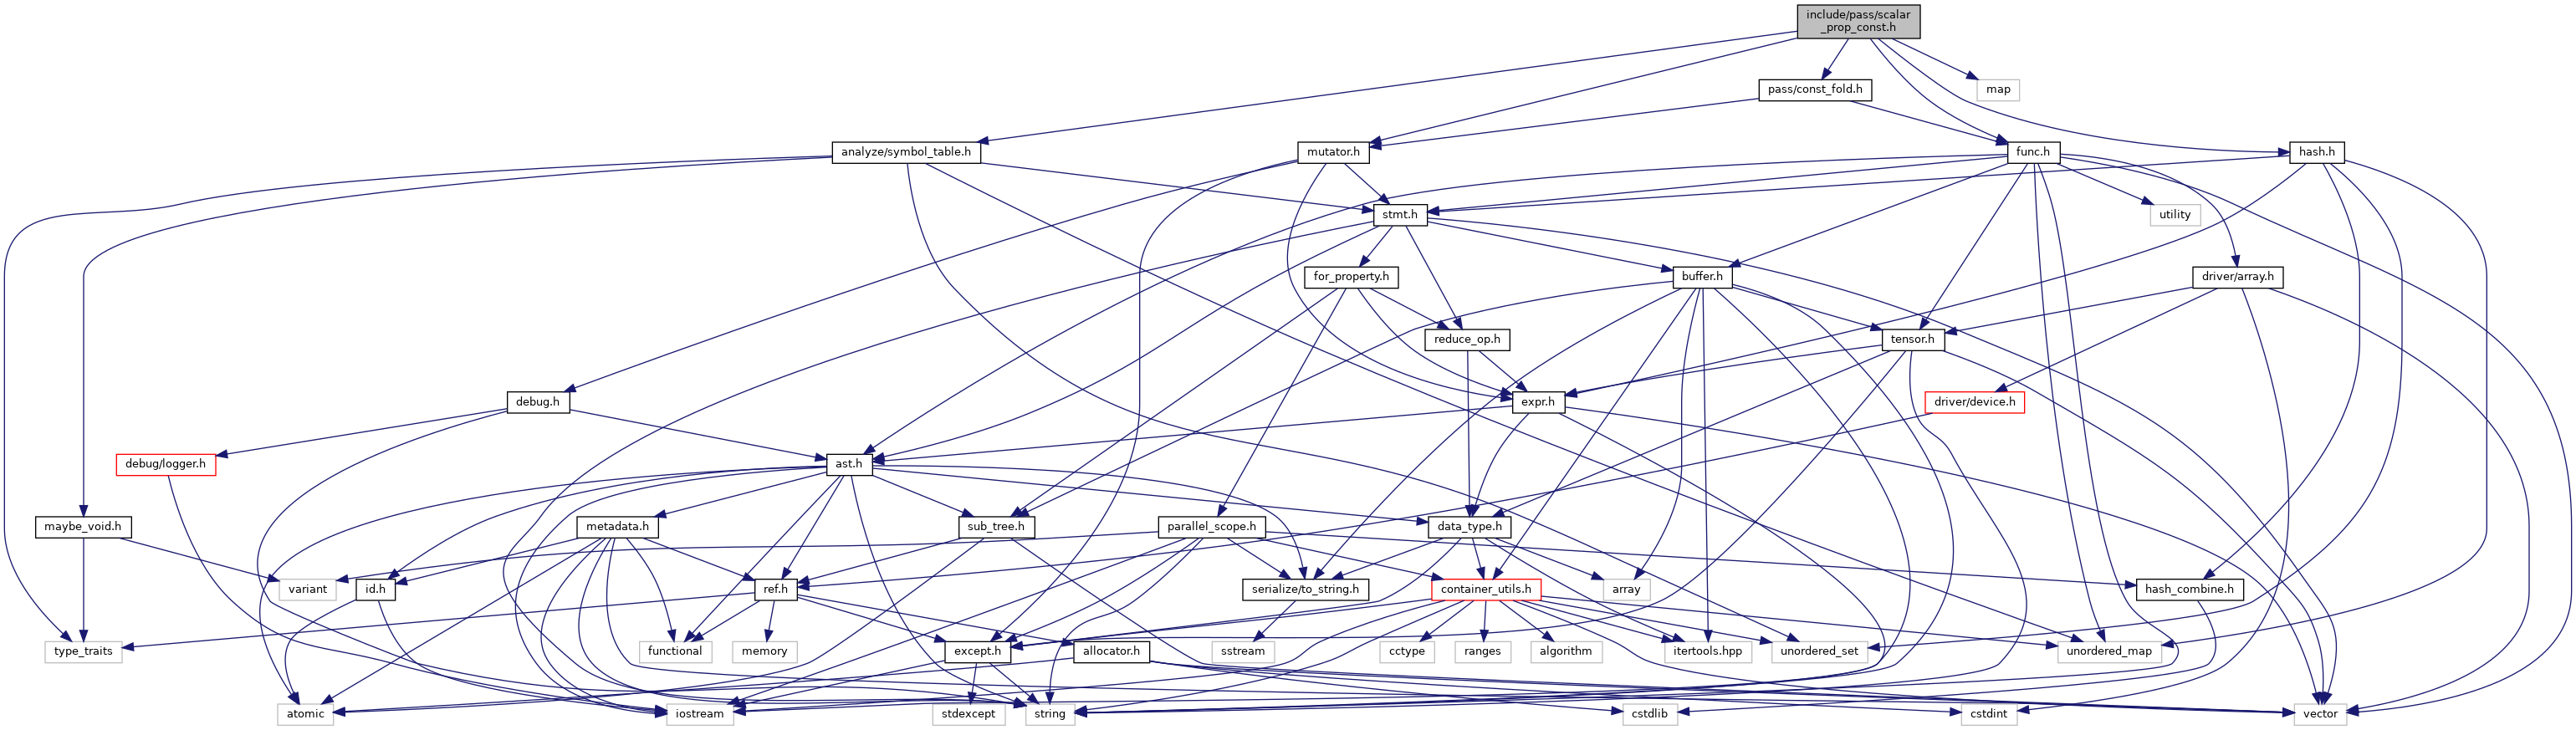 include/pass/scalar
_prop_const.h
pass/const_fold.h
map
analyze/symbol_table.h
mutator.h
func.h
hash.h
stmt.h
utility
for_property.h
buffer.h
driver/array.h
reduce_op.h
tensor.h
debug.h
expr.h
driver/device.h
debug/logger.h
ast.h
maybe_void.h
metadata.h
sub_tree.h
parallel_scope.h
data_type.h
variant
id.h
ref.h
serialize/to_string.h
container_utils.h
array
hash_combine.h
type_traits
functional
memory
except.h
allocator.h
sstream
cctype
ranges
algorithm
itertools.hpp
unordered_set
unordered_map
atomic
iostream
stdexcept
string
cstdlib
cstdint
vector